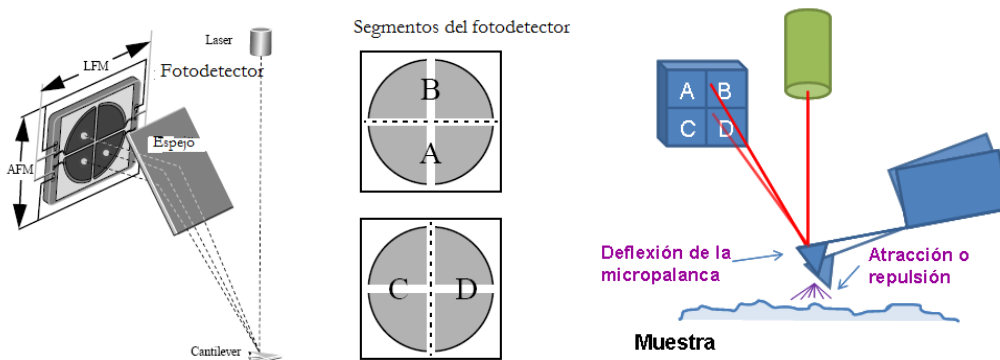 Laser
LFM
Fotodetector
Espejo
AFM
Cantilever
Segmentos del fotodetector
B
A
C D
A B
C D
Deflexión de la
micropalanca
Atracción o
repulsión
Muestra